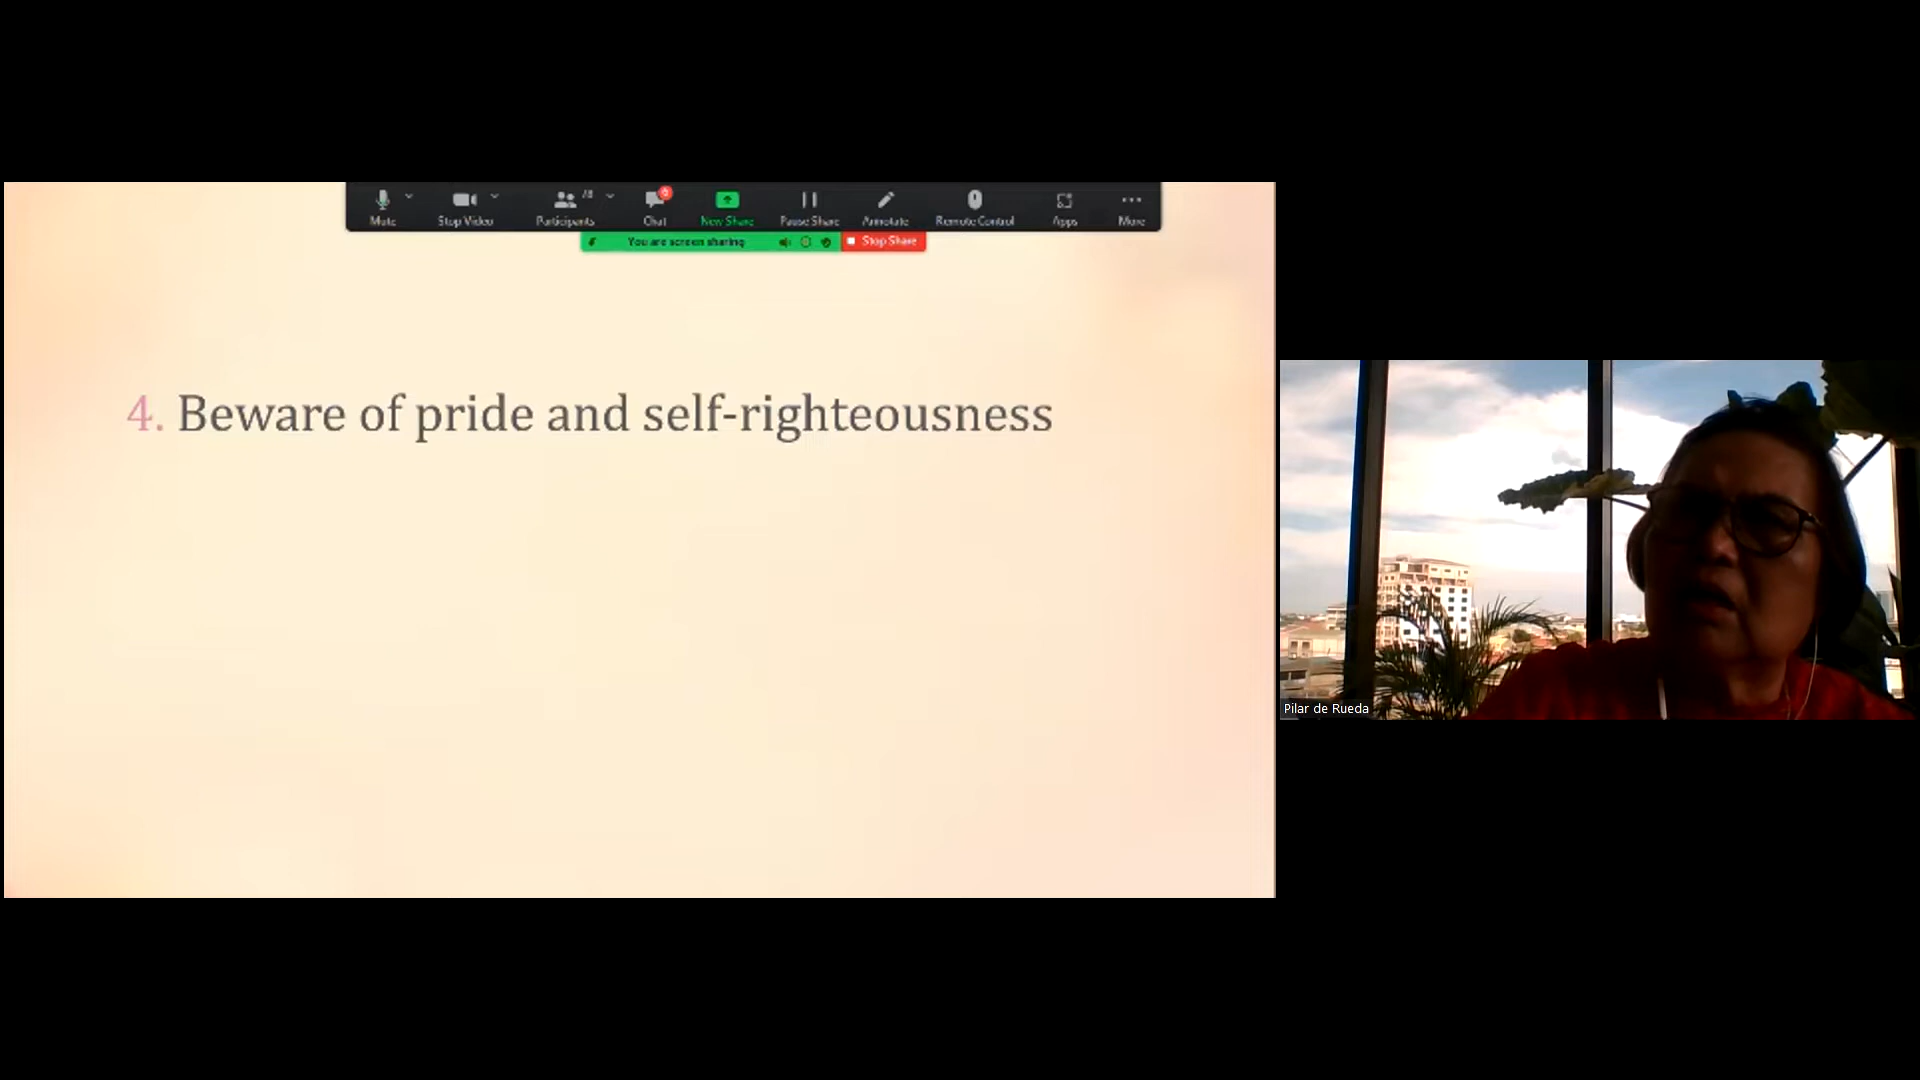 Mute
Stop Video
Participants
Chat
New Share
Pause Share
Annotate
Remote Control
Apps
More
You are screen sharing
Stop Share
4. Beware of pride and self-righteousness
Pilar de Rueda